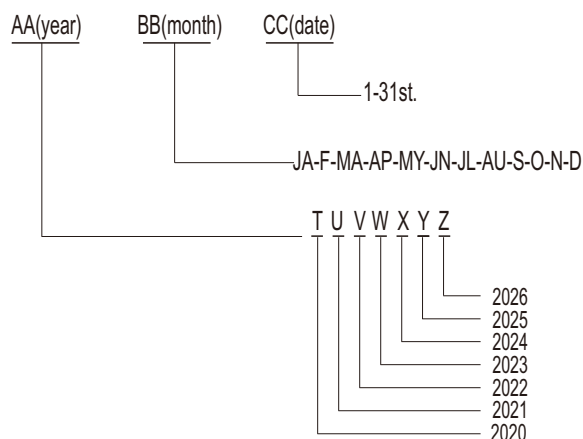 AA(year) BB(month) CC(date)
1-31st.
JA-F-MA-AP-MY-JN-JL-AU-S-O-N-D
T U V W X Y Z
2026
2025
2024
2023
2022
2021
2020